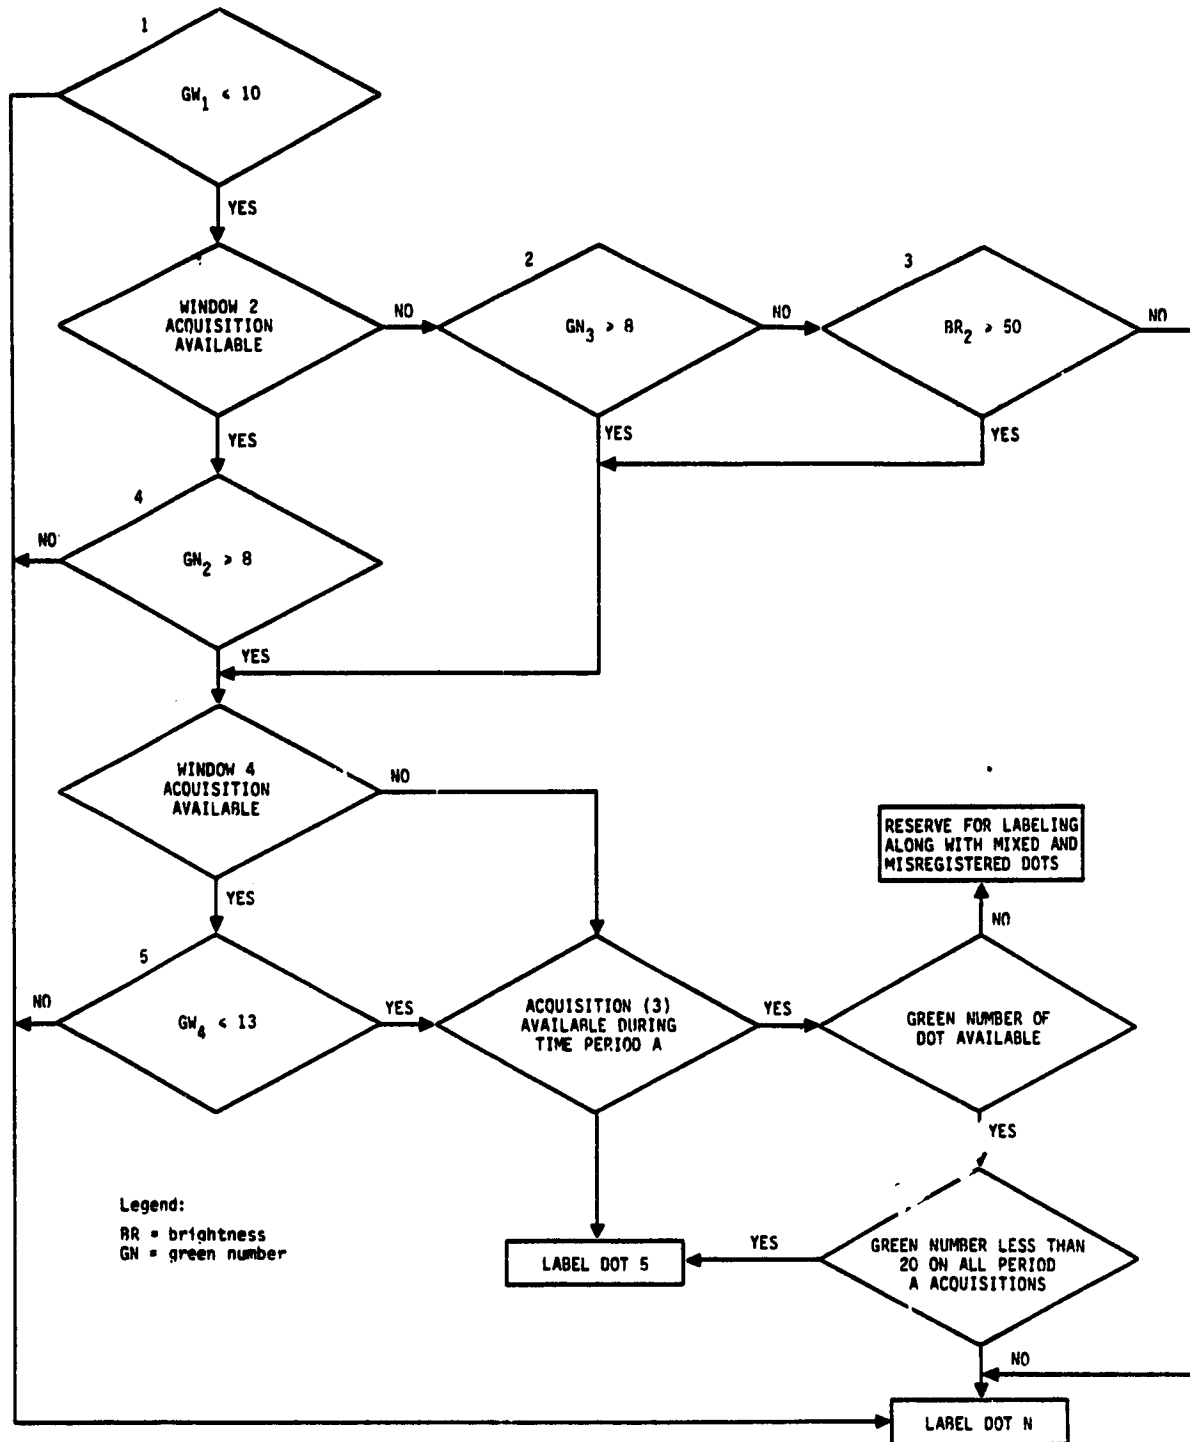 1
GW1 < 10
YES
2
3
WINDOW 2
ACQUISITION
AVAILABLE
NO
GN3 > 8
NO
BR2 > 50
NO
YES
YES
YES
4
NO
GN2 > 8
YES
WINDOW 4
ACQUISITION
AVAILABLE
NO
RESERVE FOR LABELING
ALONG WITH MIXED AND
MISREGISTERED DOTS
YES
NO
5
NO
GW4 < 13
YES
ACQUISITION (3)
AVAILABLE DURING
TIME PERIOD A
YES
GREEN NUMBER OF
DOT AVAILABLE
YES
Legend:
BR = brightness
GN = green number
LABEL DOT S
YES
GREEN NUMBER LESS THAN
20 ON ALL PERIOD
A ACQUISITIONS
NO
LABEL DOT N